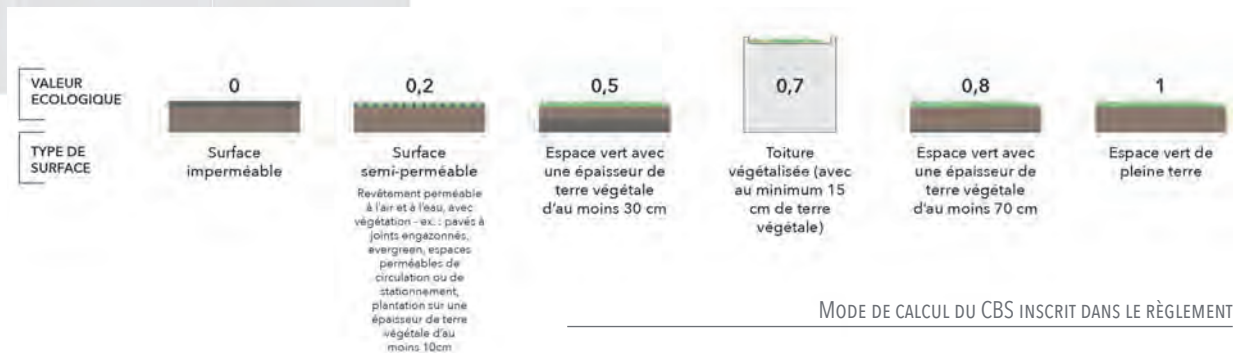 VALEUR
ECOLOGIQUE
0
0,2
0,5
0,7
0,8
1
TYPE DE
SURFACE
Surface
imperméable
Surface
semi-perméable
Revêtement perméable
à l'air et à l'eau, avec
végétation - ex. : pavés à
joints engazonnés,
evergreen, espaces
perméables de
circulation ou de
stationnement,
plantation sur une
épaisseur de terre
végétale d'au
moins 10cm
Espace vert avec
une épaisseur de
terre végétale
d'au moins 30 cm
Toiture
végétalisée (avec
au minimum 15
cm de terre
végétale)
Espace vert avec
une épaisseur de
terre végétale
d'au moins 70 cm
Espace vert de
pleine terre
MODE DE CALCUL DU CBS INSCRIT DANS LE RÈGLEMENT